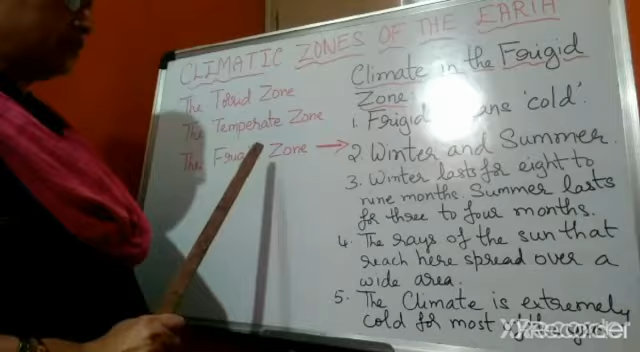 CLIMATIC ZONES OF THE EARTH
The Torrid Zone
The Temperate Zone
The Zone →
Climate in the Frigid
Zone:
1. Frigid 'cold'.
2. Winter and Summer.
3. Winter lasts for eight to
nine months. Summer lasts
for three to four months.
4. The rays of the sun that
reach here spread over a
wide area.
5. The Climate is extremely
cold for most of the
XRecorder